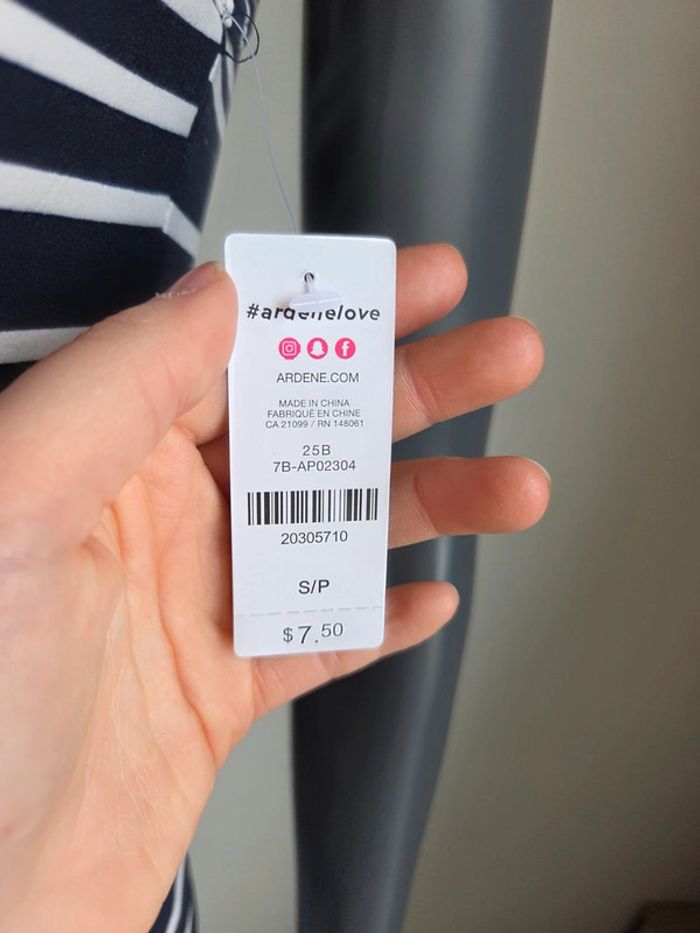 #ardenelove
ARDENE.COM
MADE IN CHINA
FABRIQUÉ EN CHINE
CA 21099 / RN 148061
25B
7B-AP02304
20305710
S/P
$7.50